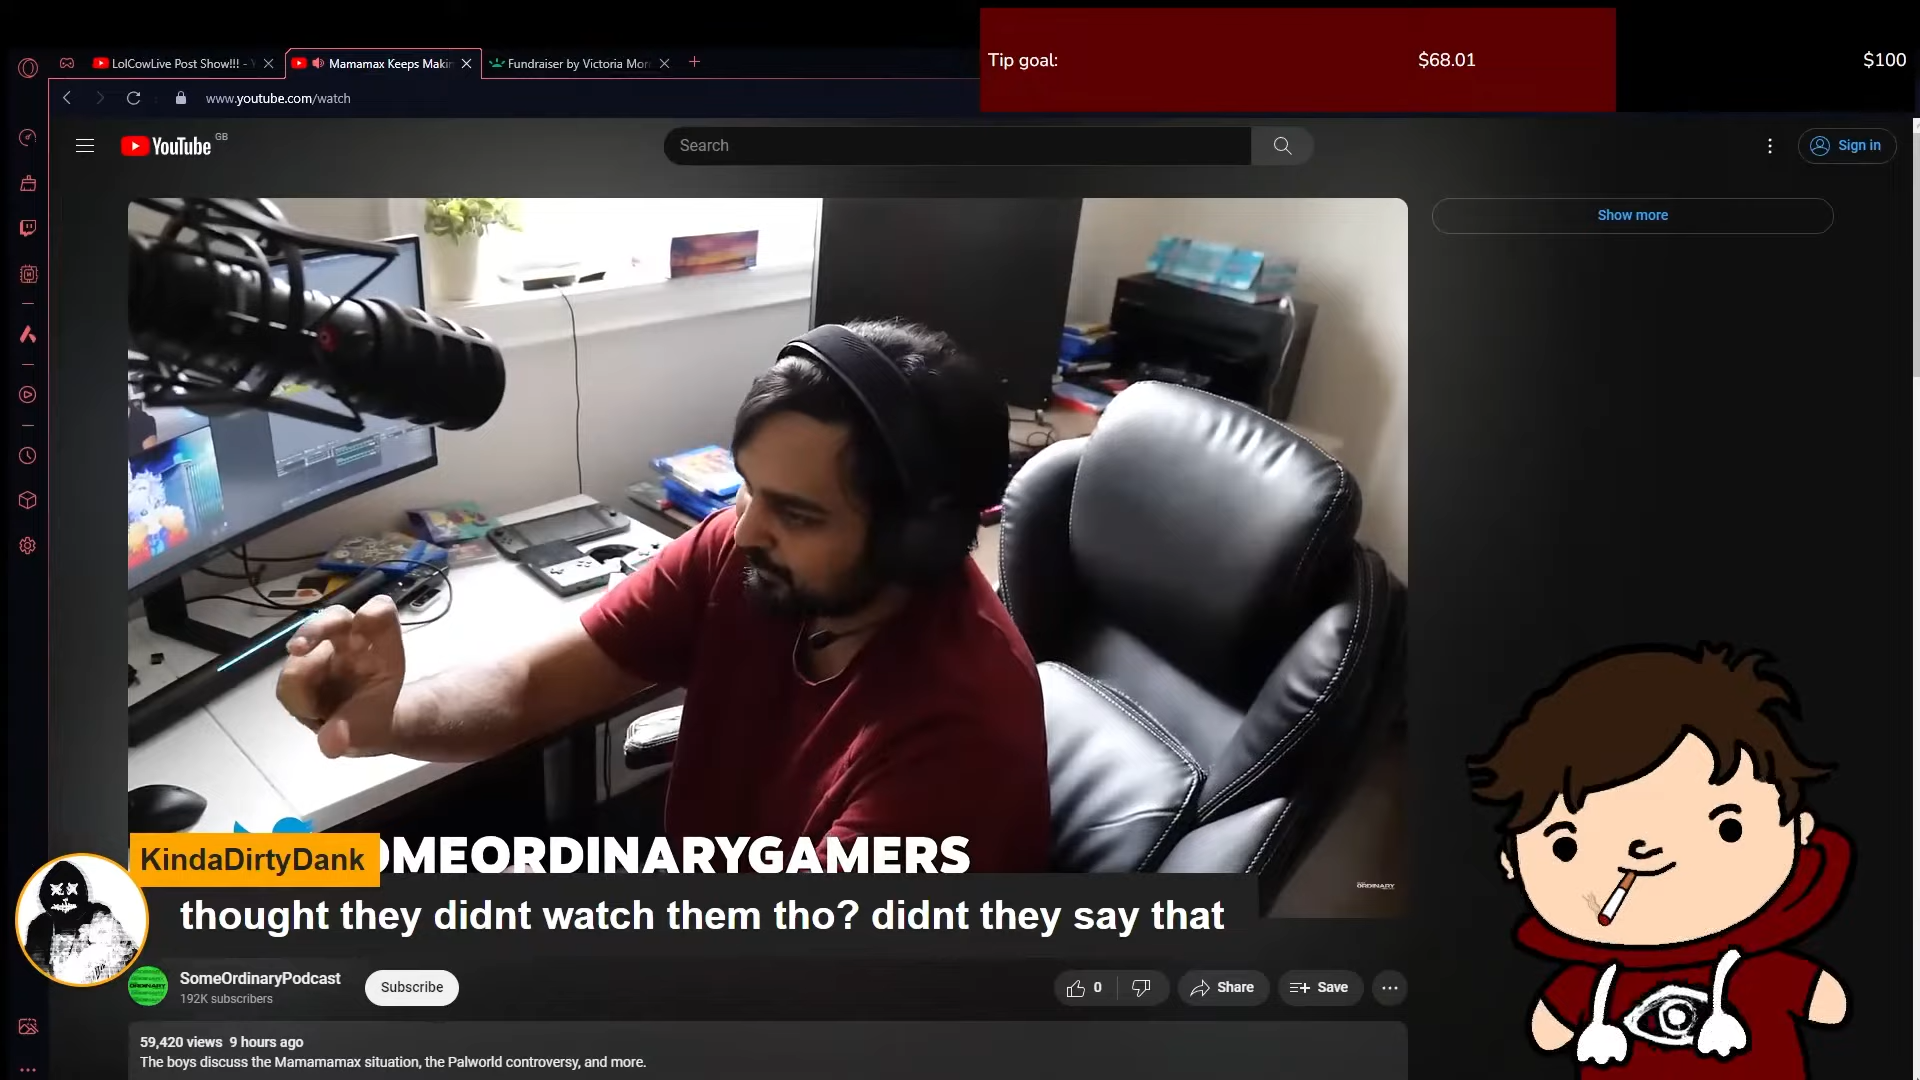 Tip goal: $68.01 $100
LolCowLive Post Show!!! - Mamamax Keeps Makin Fundraiser by Victoria Mor
www.youtube.com/watch
YouTube GB
Search
Sign in
Show more
OMEORDINARYGAMERS
ORDINARY
KindaDirtyDank
thought they didnt watch them tho? didnt they say that
SomeOrdinaryPodcast
192K subscribers
Subscribe
0
Share
Save
59,420 views 9 hours ago
The boys discuss the Mamamamax situation, the Palworld controversy, and more.